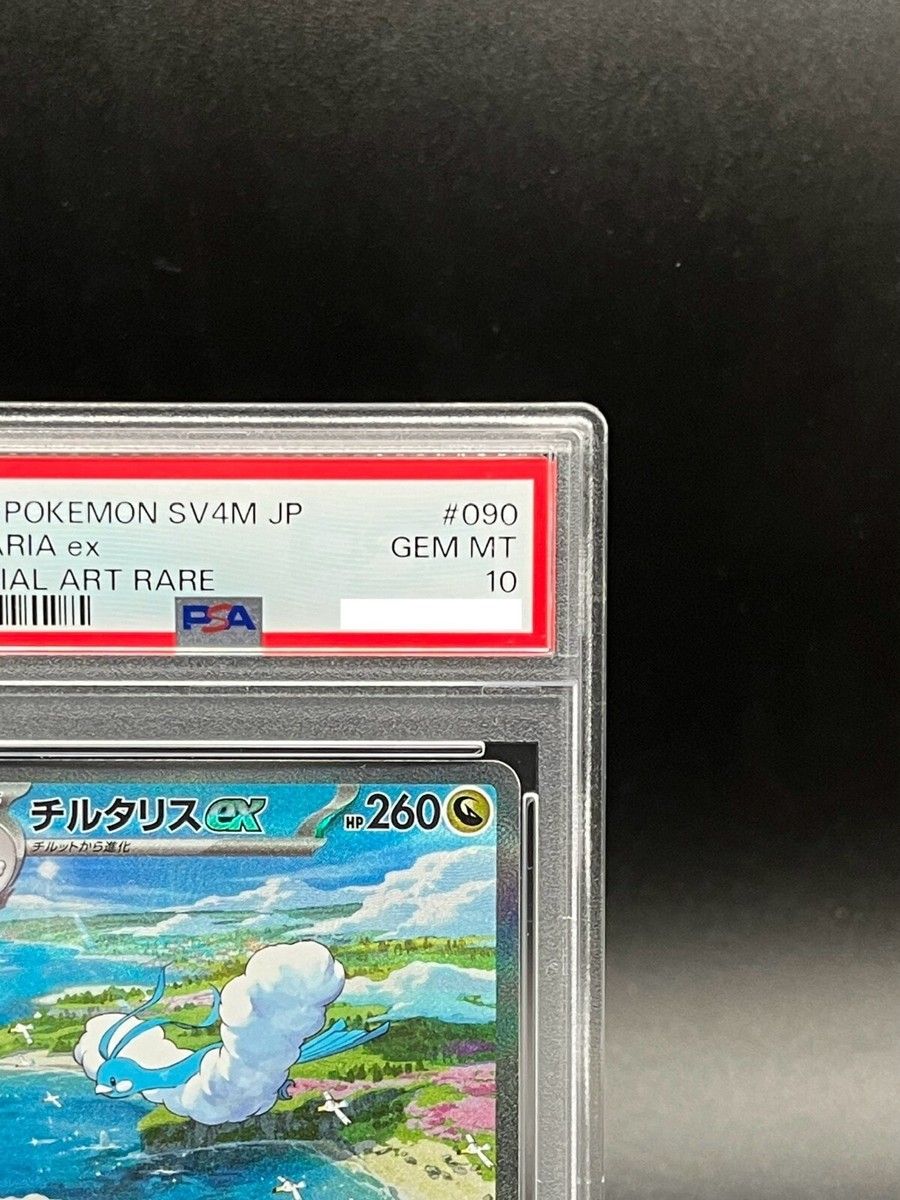 POKEMON SV4M JP #090
ARIA ex GEM MT
IAL ART RARE 10
PSA
チルタリスex HP260
チルットから進化